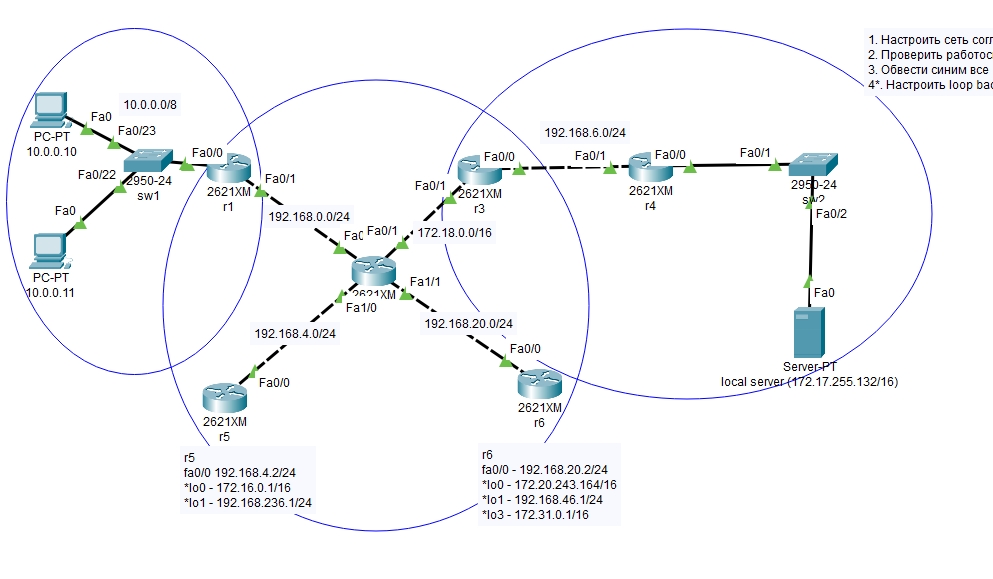 1. Настроить сеть согл
2. Проверить работос
3. Обвести синим все
4*. Настроить loop bac
10.0.0.0/8
Fa0
Fa0/23
PC-PT
10.0.0.10
Fa0/22
2950-24
sw1
Fa0/0
2621XM
r1
Fa0/1
Fa0
PC-PT
10.0.0.11
192.168.0.0/24
Fa0/1
172.18.0.0/16
2621XM
Fa1/0
Fa1/1
Fa0/1
Fa0/0
2621XM
r3
192.168.6.0/24
Fa0/1
Fa0/0
2621XM
r4
Fa0/1
2950-24
sw2
Fa0/2
Fa0
Server-PT
local server (172.17.255.132/16)
192.168.4.0/24
Fa0/0
2621XM
r5
192.168.20.0/24
Fa0/0
2621XM
r6
r5
fa0/0 192.168.4.2/24
*lo0 - 172.16.0.1/16
*lo1 - 192.168.236.1/24
r6
fa0/0 - 192.168.20.2/24
*lo0 - 172.20.243.164/16
*lo1 - 192.168.46.1/24
*lo3 - 172.31.0.1/16